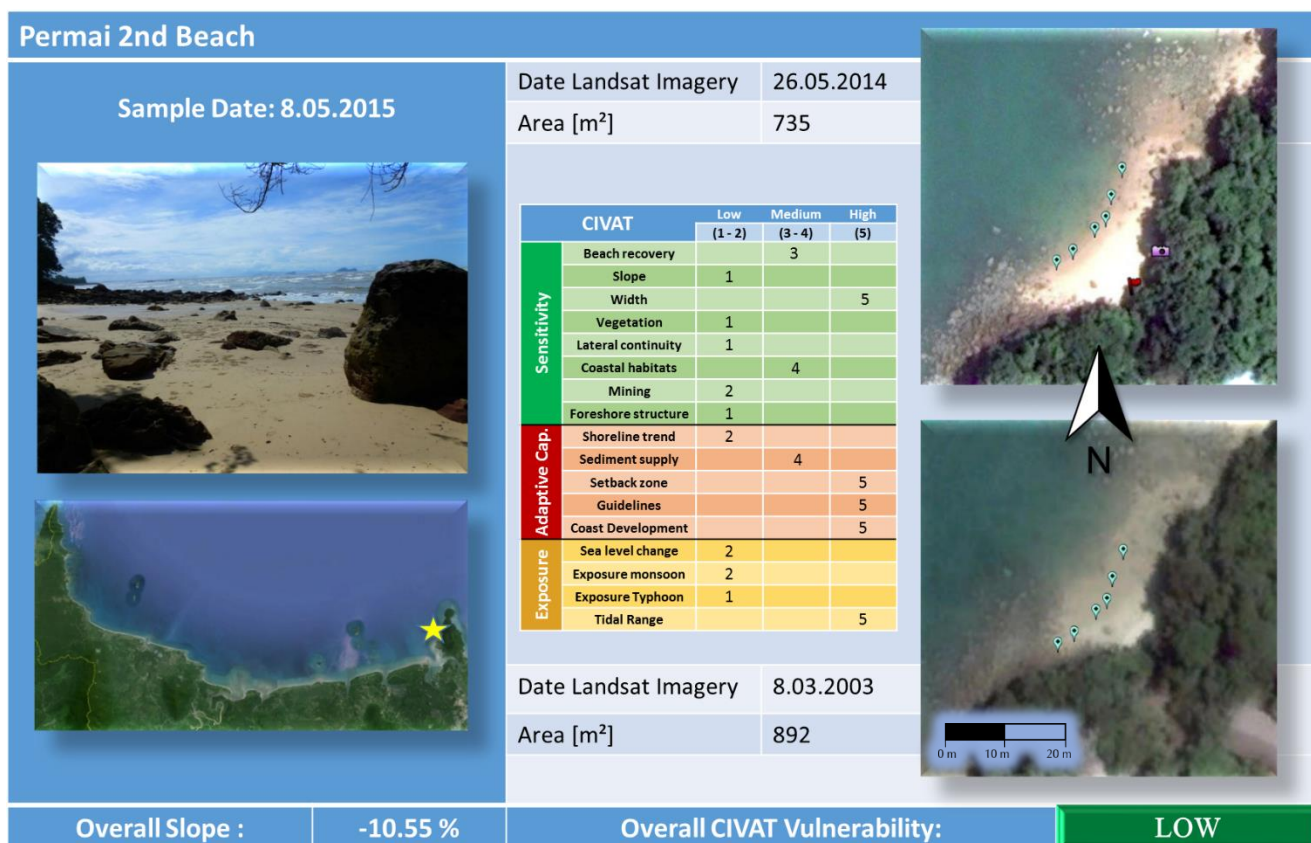 Permai 2nd Beach
Sample Date: 8.05.2015
Date Landsat Imagery 26.05.2014
Area [m²] 735
CIVAT Low Medium High
(1 - 2) (3 - 4) (5)
Sensitivity
Beach recovery 3
Slope 1
Width 5
Vegetation 1
Lateral continuity 1
Coastal habitats 4
Mining 2
Foreshore structure 1
Adaptive Cap.
Shoreline trend 2
Sediment supply 4
Setback zone 5
Guidelines 5
Coast Development 5
Exposure
Sea level change 2
Exposure monsoon 2
Exposure Typhoon 1
Tidal Range 5
Date Landsat Imagery 8.03.2003
Area [m²] 892
N
0 m 10 m 20 m
Overall Slope : -10.55 % Overall CIVAT Vulnerability: LOW